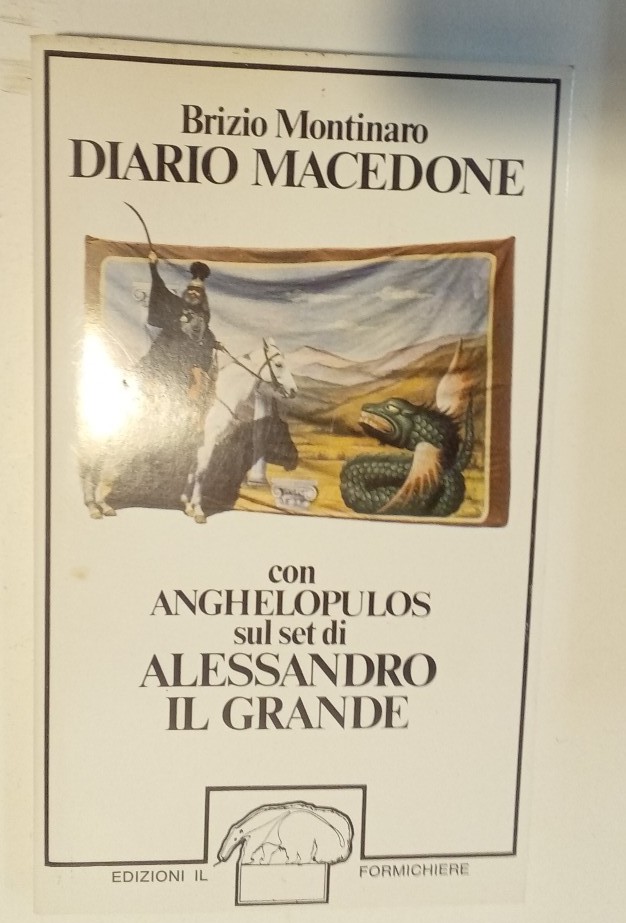 Brizio Montinaro
DIARIO MACEDONE
con
ANGHELOPULOS
sul set di
ALESSANDRO
IL GRANDE
EDIZIONI IL FORMICHIERE